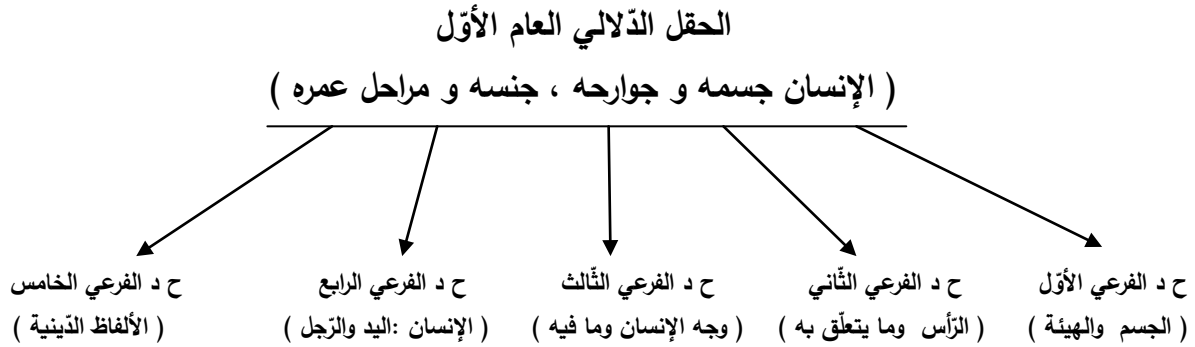 الحقل الدّلالي العام الأوّل
( الإنسان جسمه و جوارحه ، جنسه و مراحل عمره )
ح د الفرعي الأوّل
( الجسم والهيئة )
ح د الفرعي الثّاني
( الرّأس وما يتعلّق به )
ح د الفرعي الثّالث
( وجه الإنسان وما فيه )
ح د الفرعي الرابع
( الإنسان :اليد والرّجل )
ح د الفرعي الخامس
( الألفاظ الدّينية )